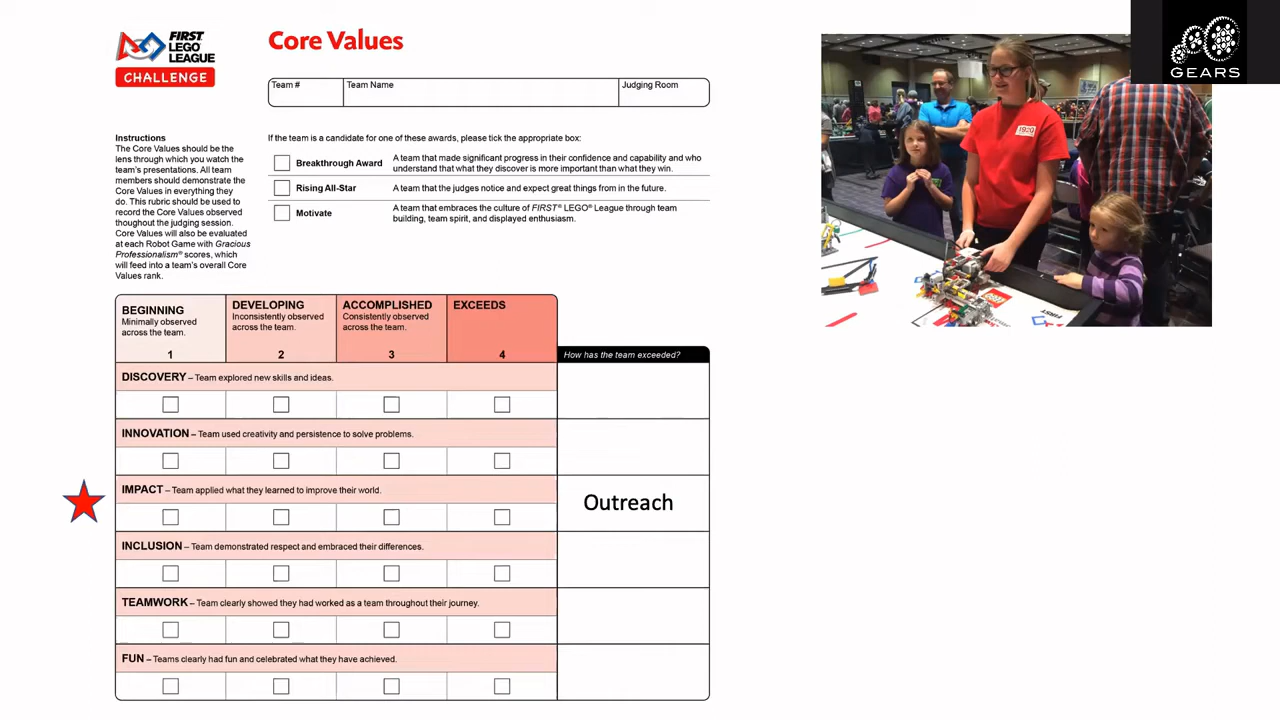 FIRST
LEGO
LEAGUE
CHALLENGE
Core Values
Team #
Team Name
Judging Room
Instructions
The Core Values should be the
lens through which you watch the
team's presentations. All team
members should demonstrate the
Core Values in everything they
do. This rubric should be used to
record the Core Values observed
thoughout the judging session.
Core Values will also be evaluated
at each Robot Game with Gracious
Professionalism® scores, which
will feed into a team's overall Core
Values rank.
If the team is a candidate for one of these awards, please tick the appropriate box:
Breakthrough Award
A team that made significant progress in their confidence and capability and who
understand that what they discover is more important than what they win.
Rising All-Star
A team that the judges notice and expect great things from in the future.
Motivate
A team that embraces the culture of FIRST® LEGO® League through team
building, team spirit, and displayed enthusiasm.
BEGINNING
Minimally observed
across the team.
1
DEVELOPING
Inconsistently observed
across the team.
2
ACCOMPLISHED
Consistently observed
across the team.
3
EXCEEDS
4
How has the team exceeded?
DISCOVERY – Team explored new skills and ideas.
INNOVATION – Team used creativity and persistence to solve problems.
IMPACT – Team applied what they learned to improve their world.
Outreach
INCLUSION – Team demonstrated respect and embraced their differences.
TEAMWORK – Team clearly showed they had worked as a team throughout their journey.
FUN – Teams clearly had fun and celebrated what they have achieved.
GEARS
LEGO
FIRST